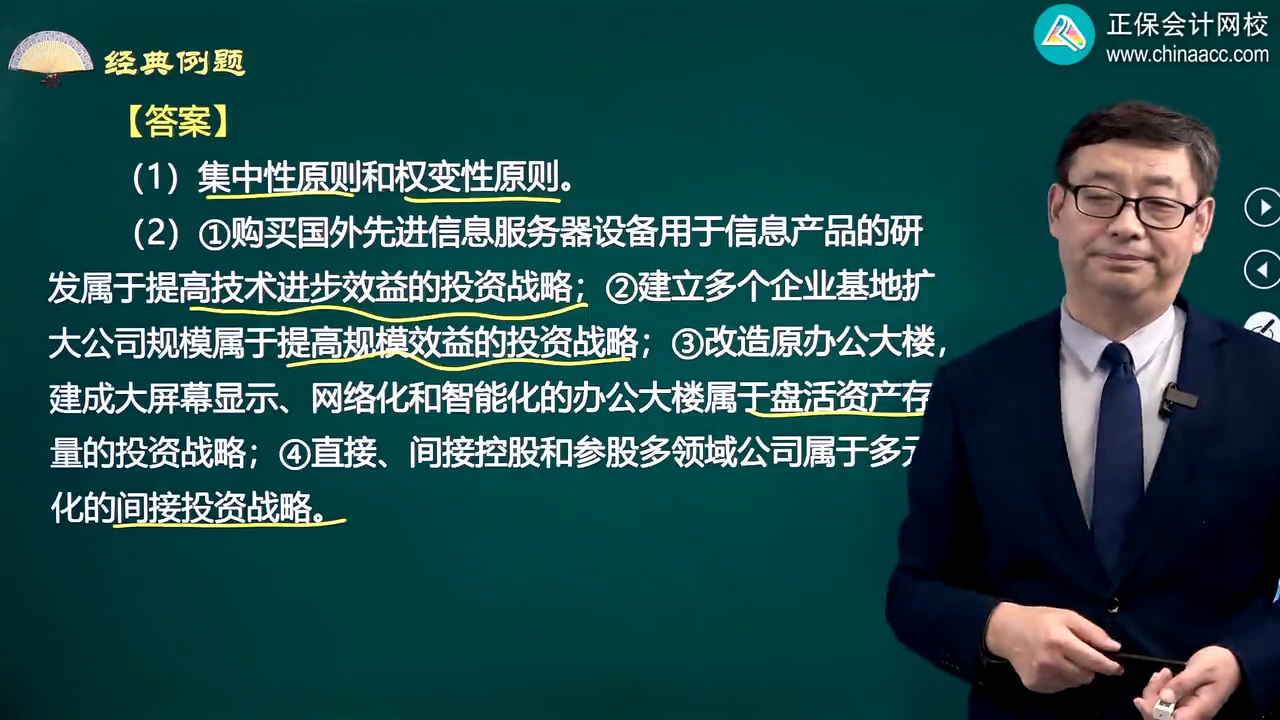 正保会计网校
www.chinaacc.com
经典例题
【答案】
（1）集中性原则和权变性原则。
（2）①购买国外先进信息服务器设备用于信息产品的研
发属于提高技术进步效益的投资战略；②建立多个企业基地扩
大公司规模属于提高规模效益的投资战略；③改造原办公大楼，
建成大屏幕显示、网络化和智能化的办公大楼属于盘活资产存
量的投资战略；④直接、间接控股和参股多领域公司属于多元
化的间接投资战略。